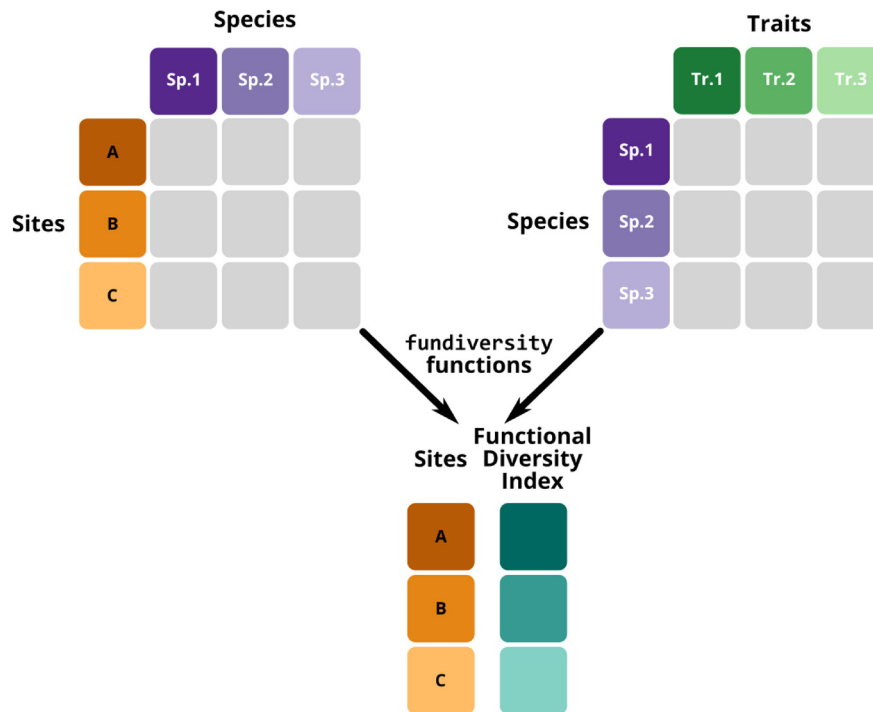 Species
Sp.1 Sp.2 Sp.3
A
Sites B
C
Traits
Tr.1 Tr.2 Tr.3
Sp.1
Species Sp.2
Sp.3
fundiversity
functions
Sites
Functional
Diversity
Index
A
B
C